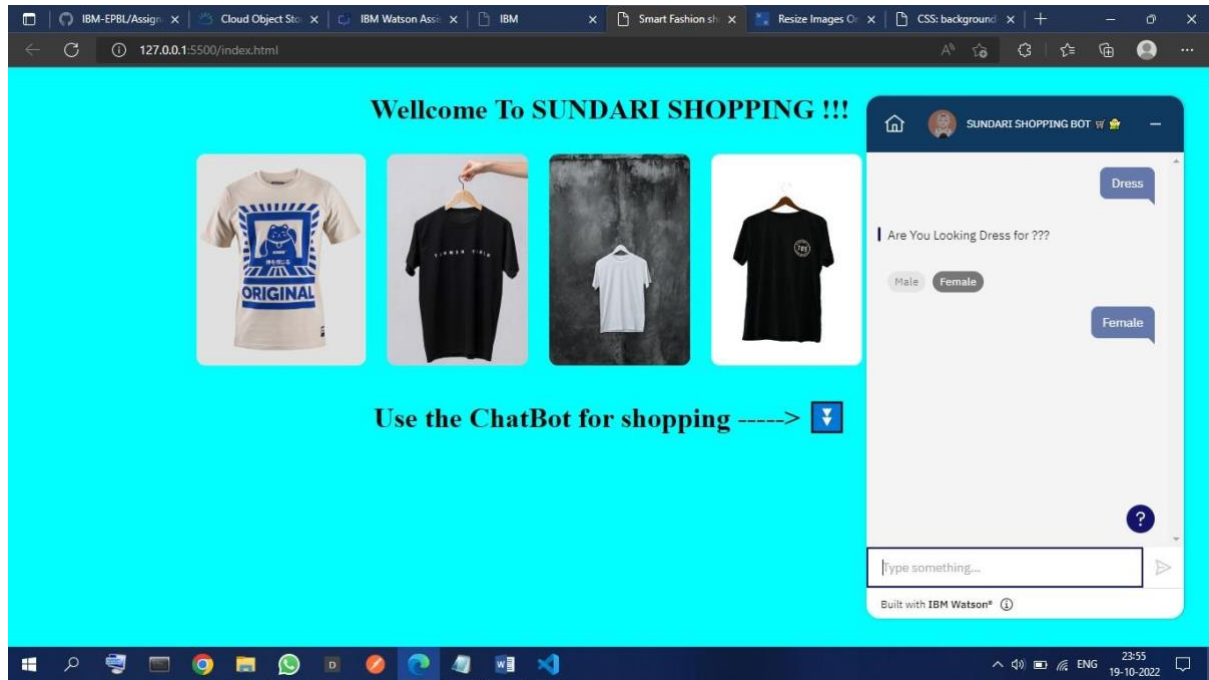 IBM-EPBL/Assign
Cloud Object Sto
IBM Watson Assi
IBM
Smart Fashion sh
Resize Images O
CSS: background
127.0.0.1:5500/index.html
Wellcome To SUNDARI SHOPPING !!!
ORIGINAL
Use the ChatBot for shopping ----->
SUNDARI SHOPPING BOT
Dress
Are You Looking Dress for ???
Male Female
Female
?
Type something...
Built with IBM Watson®
ENG
23:55
19-10-2022